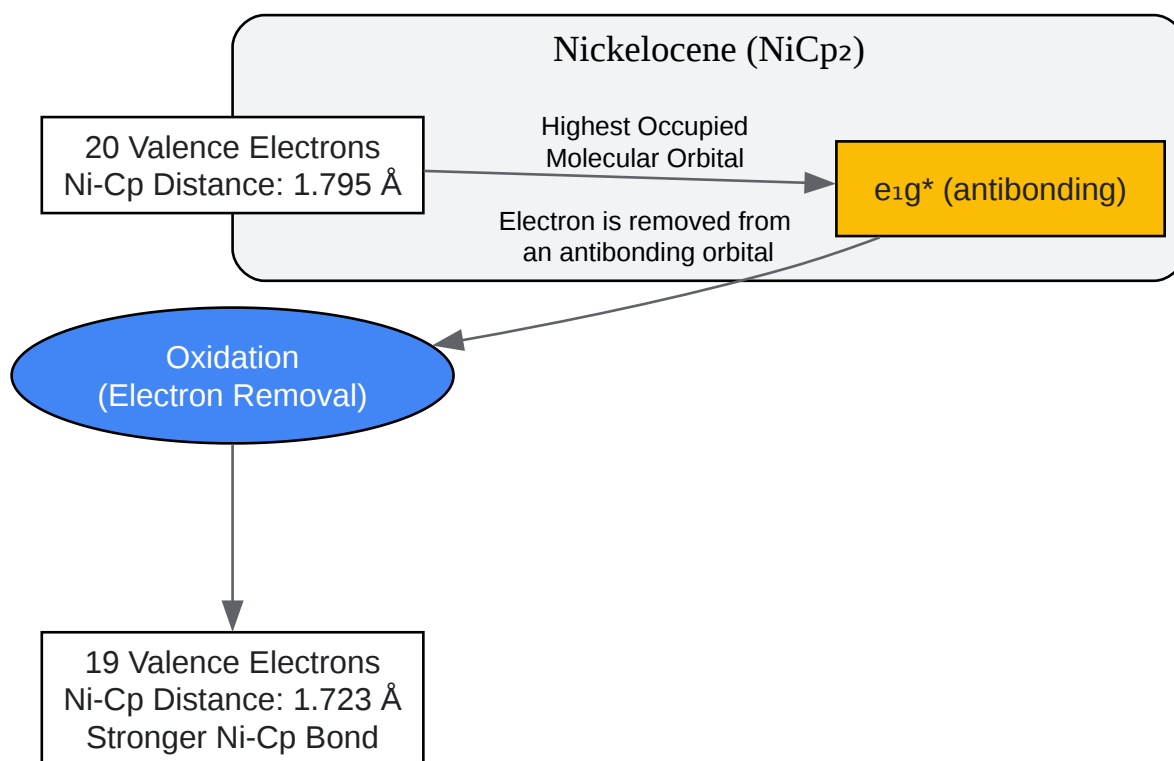 Nickelocene (NiCp₂)
20 Valence Electrons
Ni-Cp Distance: 1.795 Å
Highest Occupied
Molecular Orbital
e₁g* (antibonding)
Electron is removed from
an antibonding orbital
Oxidation
(Electron Removal)
19 Valence Electrons
Ni-Cp Distance: 1.723 Å
Stronger Ni-Cp Bond